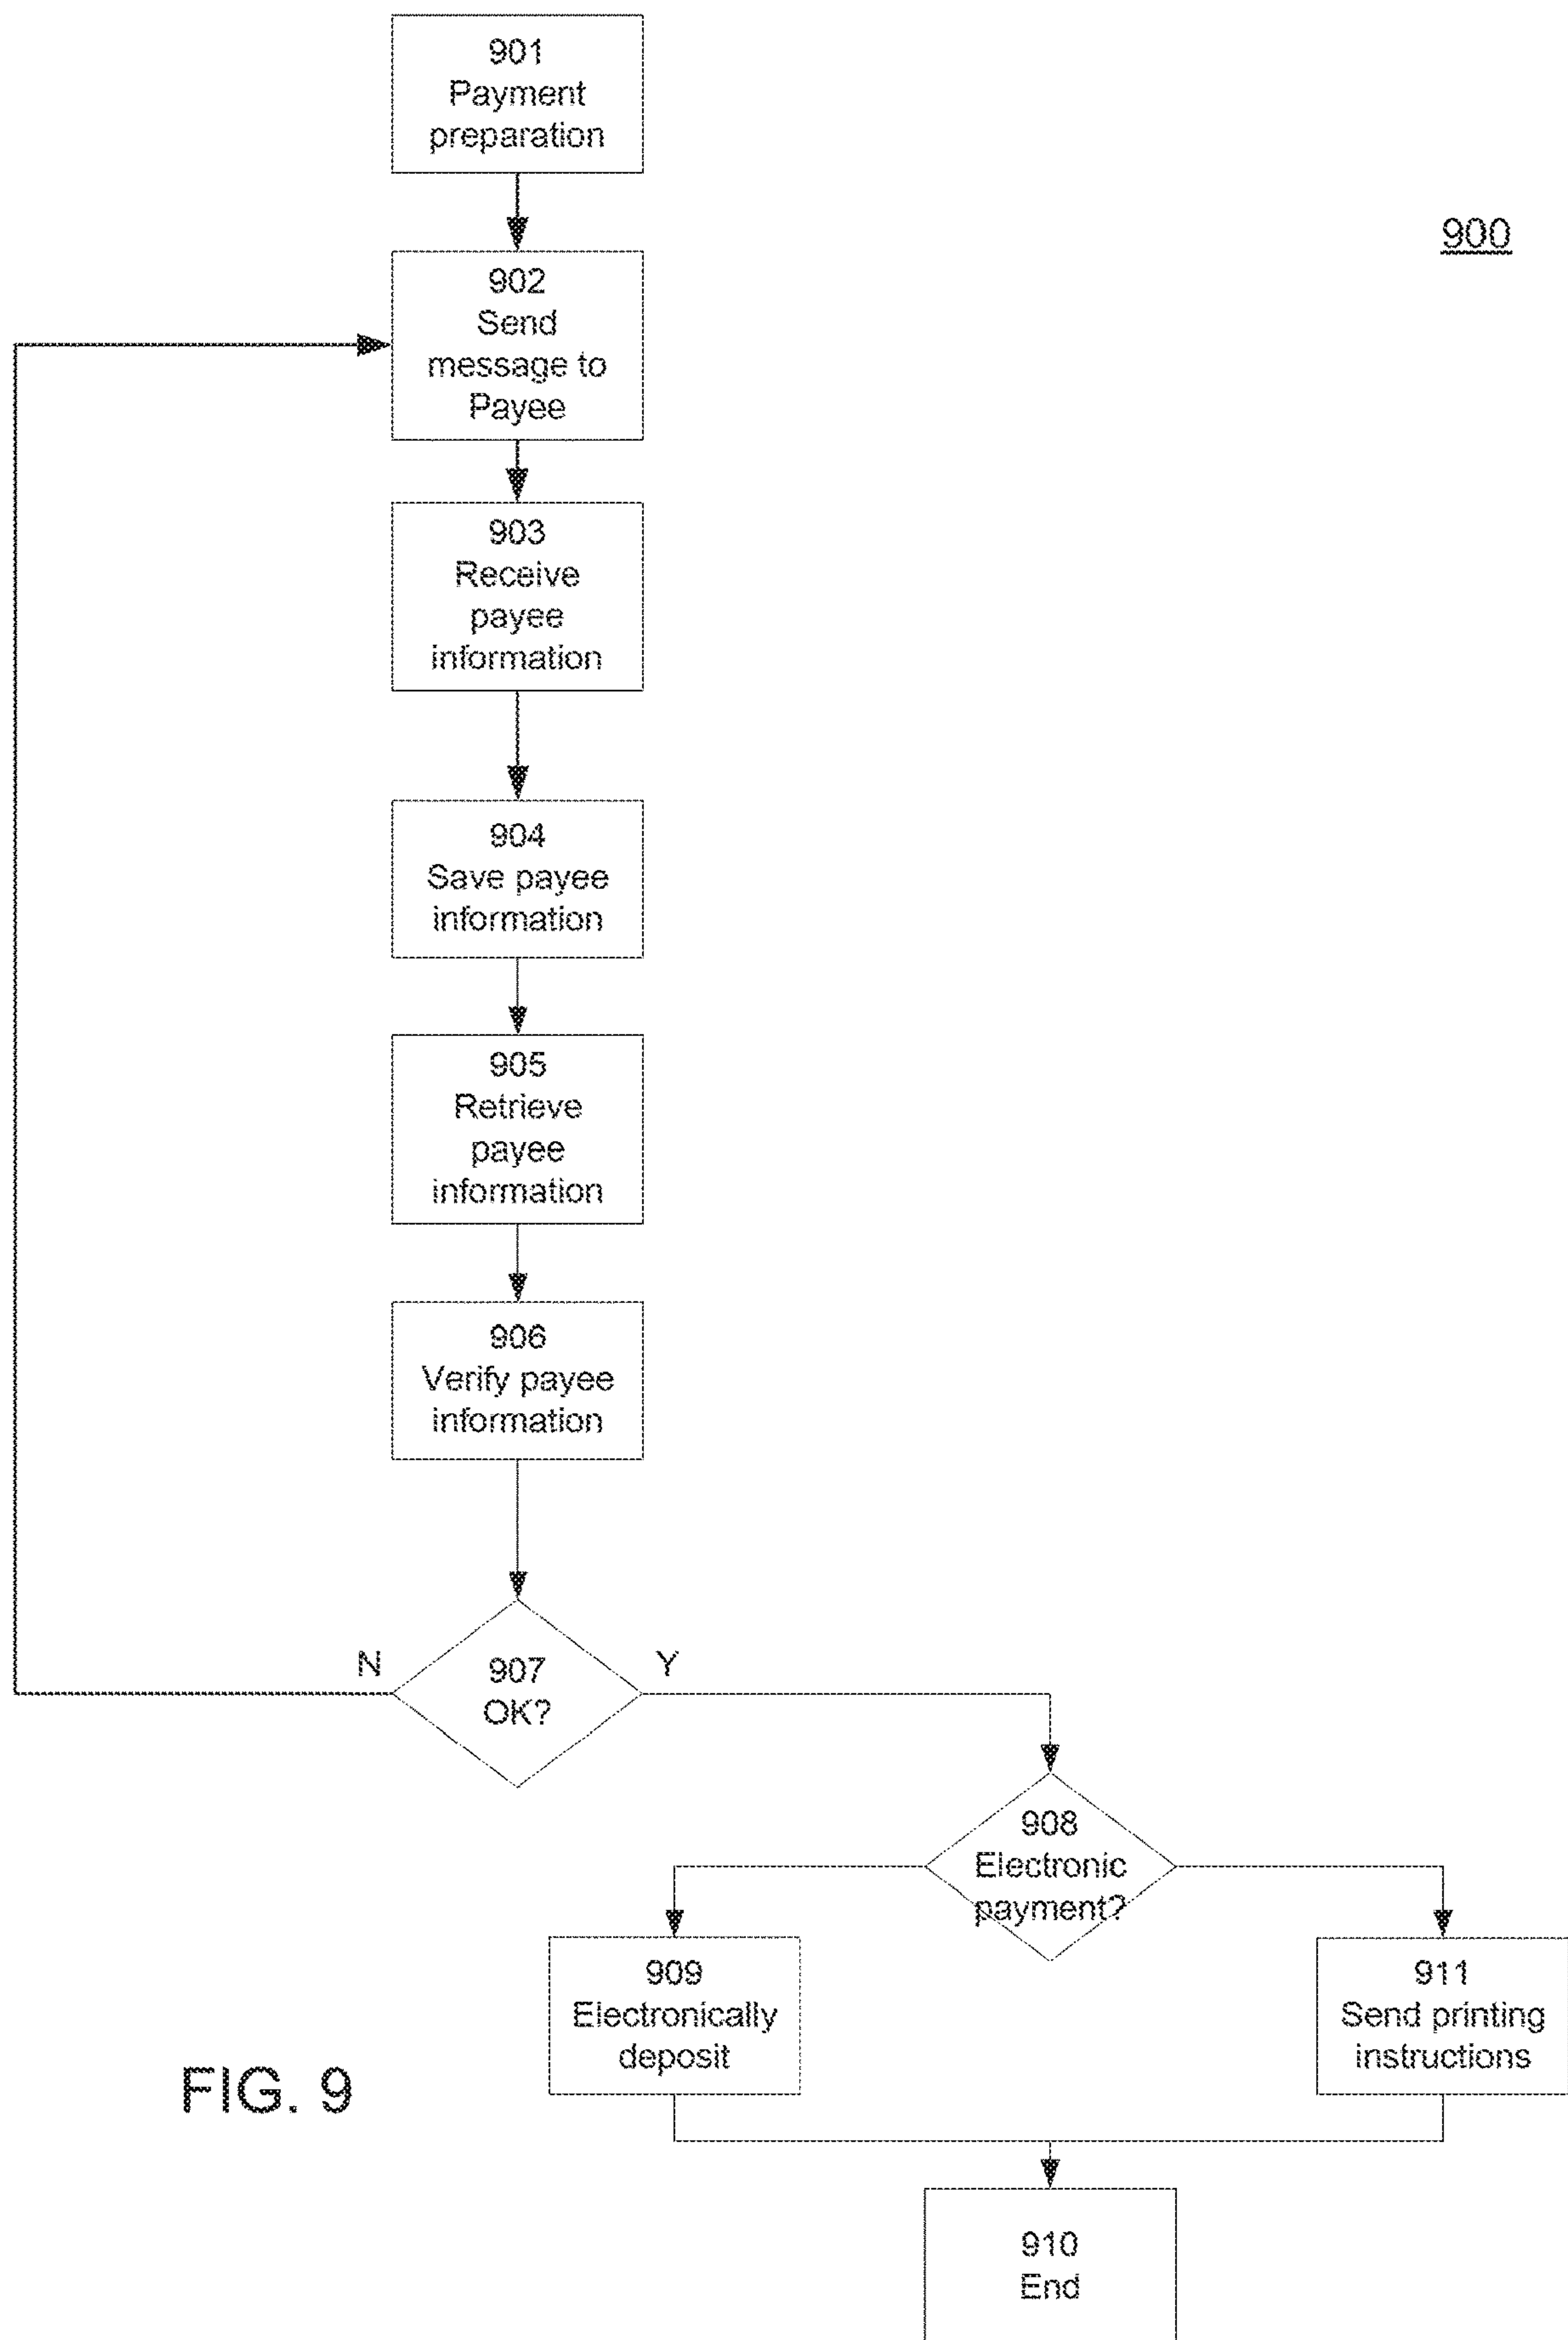 901
Payment
preparation
900
902
Send
message to
Payee
903
Receive
payee
information
904
Save payee
information
905
Retrieve
payee
information
906
Verify payee
information
N
907
OK?
Y
908
Electronic
payment?
909
Electronically
deposit
911
Send printing
instructions
FIG. 9
910
End